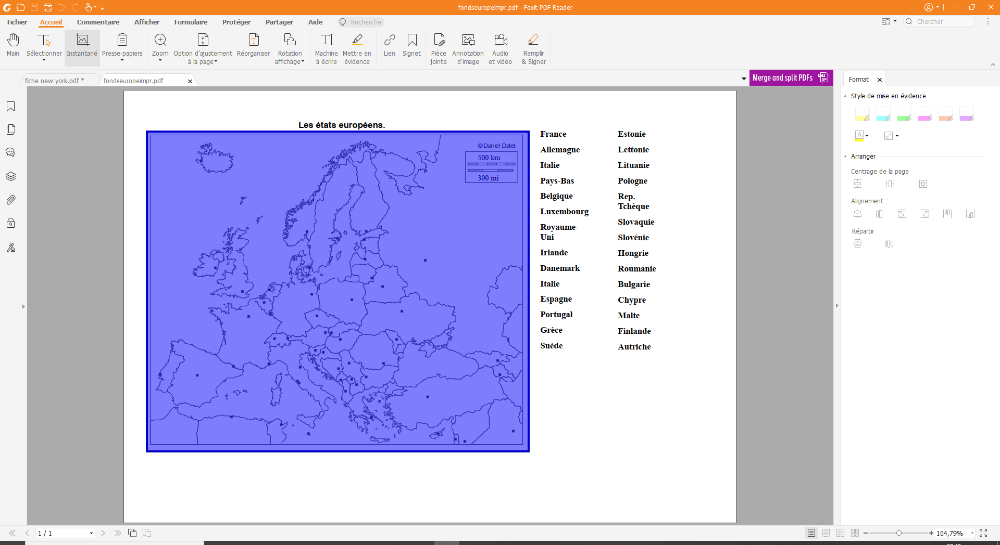 fondseuropeimpr.pdf - Foxit PDF Reader
Fichier Accueil Commentaire Afficher Formulaire Protéger Partager Aide Recherche Chercher
Main Sélectionner Instantané Presse-papiers Zoom Option d'ajustement à la page Réorganiser Rotation affichage Machine à écrire Mettre en évidence Lien Signet Pièce jointe Annotation d'image Audio et vidéo Remplir & Signer
fiche new york.pdf * fondseuropeimpr.pdf Merge and split PDFs Format
Style de mise en évidence
A
Arranger
Centrage de la page
Alignement
Répartir
Les états européens.
© Daniel Dalet
500 km
300 mi
France
Allemagne
Italie
Pays-Bas
Belgique
Luxembourg
Royaume-
Uni
Irlande
Danemark
Italie
Espagne
Portugal
Grèce
Suède
Estonie
Lettonie
Lituanie
Pologne
Rep.
Tchèque
Slovaquie
Slovénie
Hongrie
Roumanie
Bulgarie
Chypre
Malte
Finlande
Autriche
1 / 1 104,79%